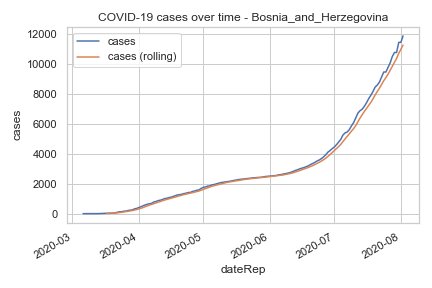 COVID-19 cases over time - Bosnia_and_Herzegovina
cases
cases (rolling)
12000
10000
8000
6000
4000
2000
0
cases
2020-03
2020-04
2020-05
2020-06
2020-07
2020-08
dateRep